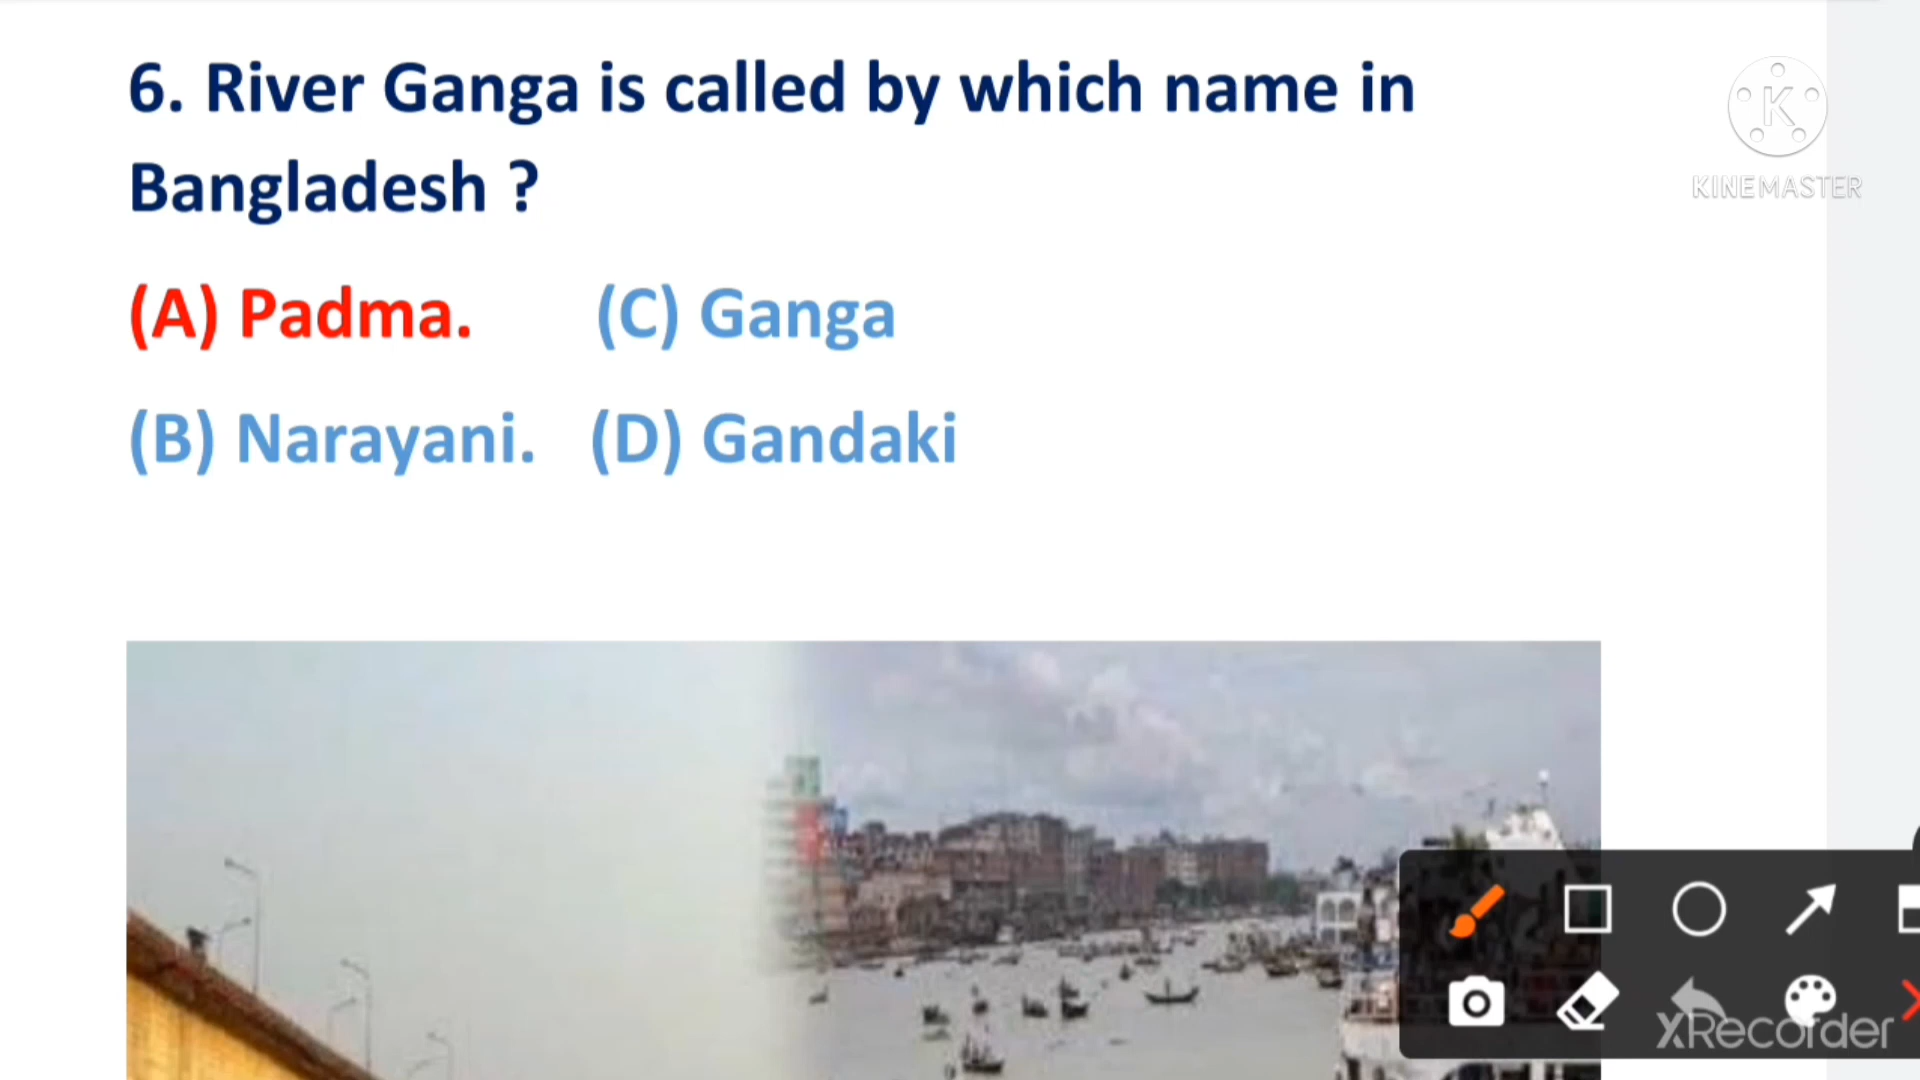 6. River Ganga is called by which name in
Bangladesh ?
(A) Padma. (C) Ganga
(B) Narayani. (D) Gandaki
K
KINEMASTER
XRecorder